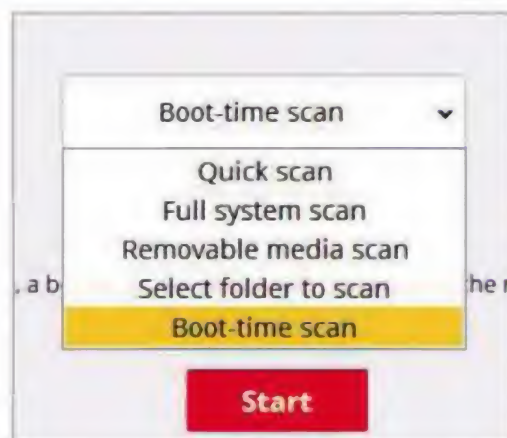 Boot-time scan
Quick scan
Full system scan
Removable media scan
, a b
Select folder to scan
he r
Boot-time scan
Start